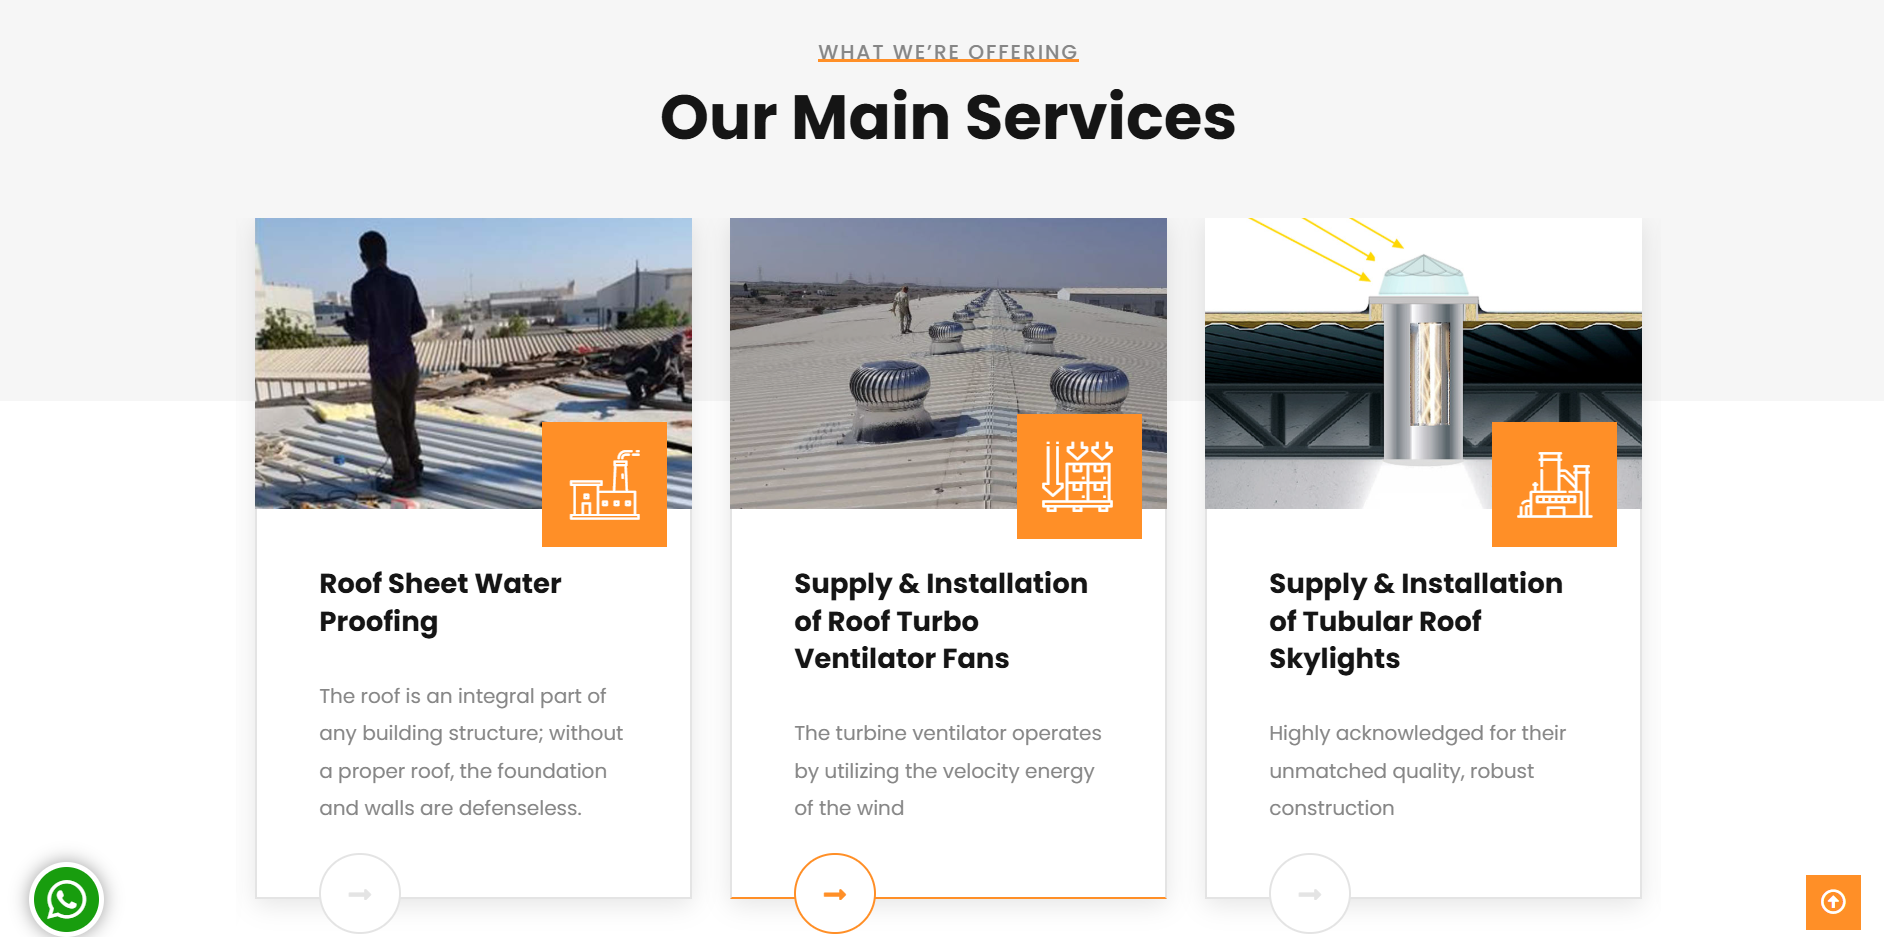 WHAT WE’RE OFFERING
Our Main Services
Roof Sheet Water
Proofing
The roof is an integral part of
any building structure; without
a proper roof, the foundation
and walls are defenseless.
Supply & Installation
of Roof Turbo
Ventilator Fans
The turbine ventilator operates
by utilizing the velocity energy
of the wind
Supply & Installation
of Tubular Roof
Skylights
Highly acknowledged for their
unmatched quality, robust
construction